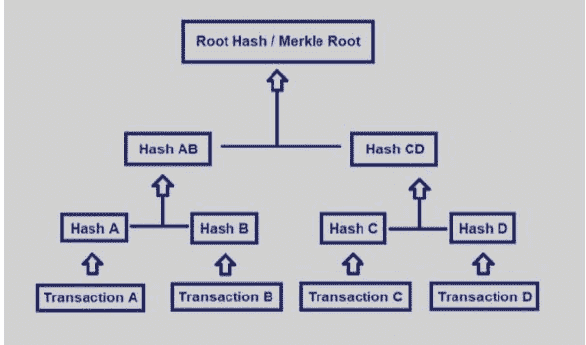 Root Hash / Merkle Root
Hash AB
Hash CD
Hash A
Hash B
Hash C
Hash D
Transaction A
Transaction B
Transaction C
Transaction D